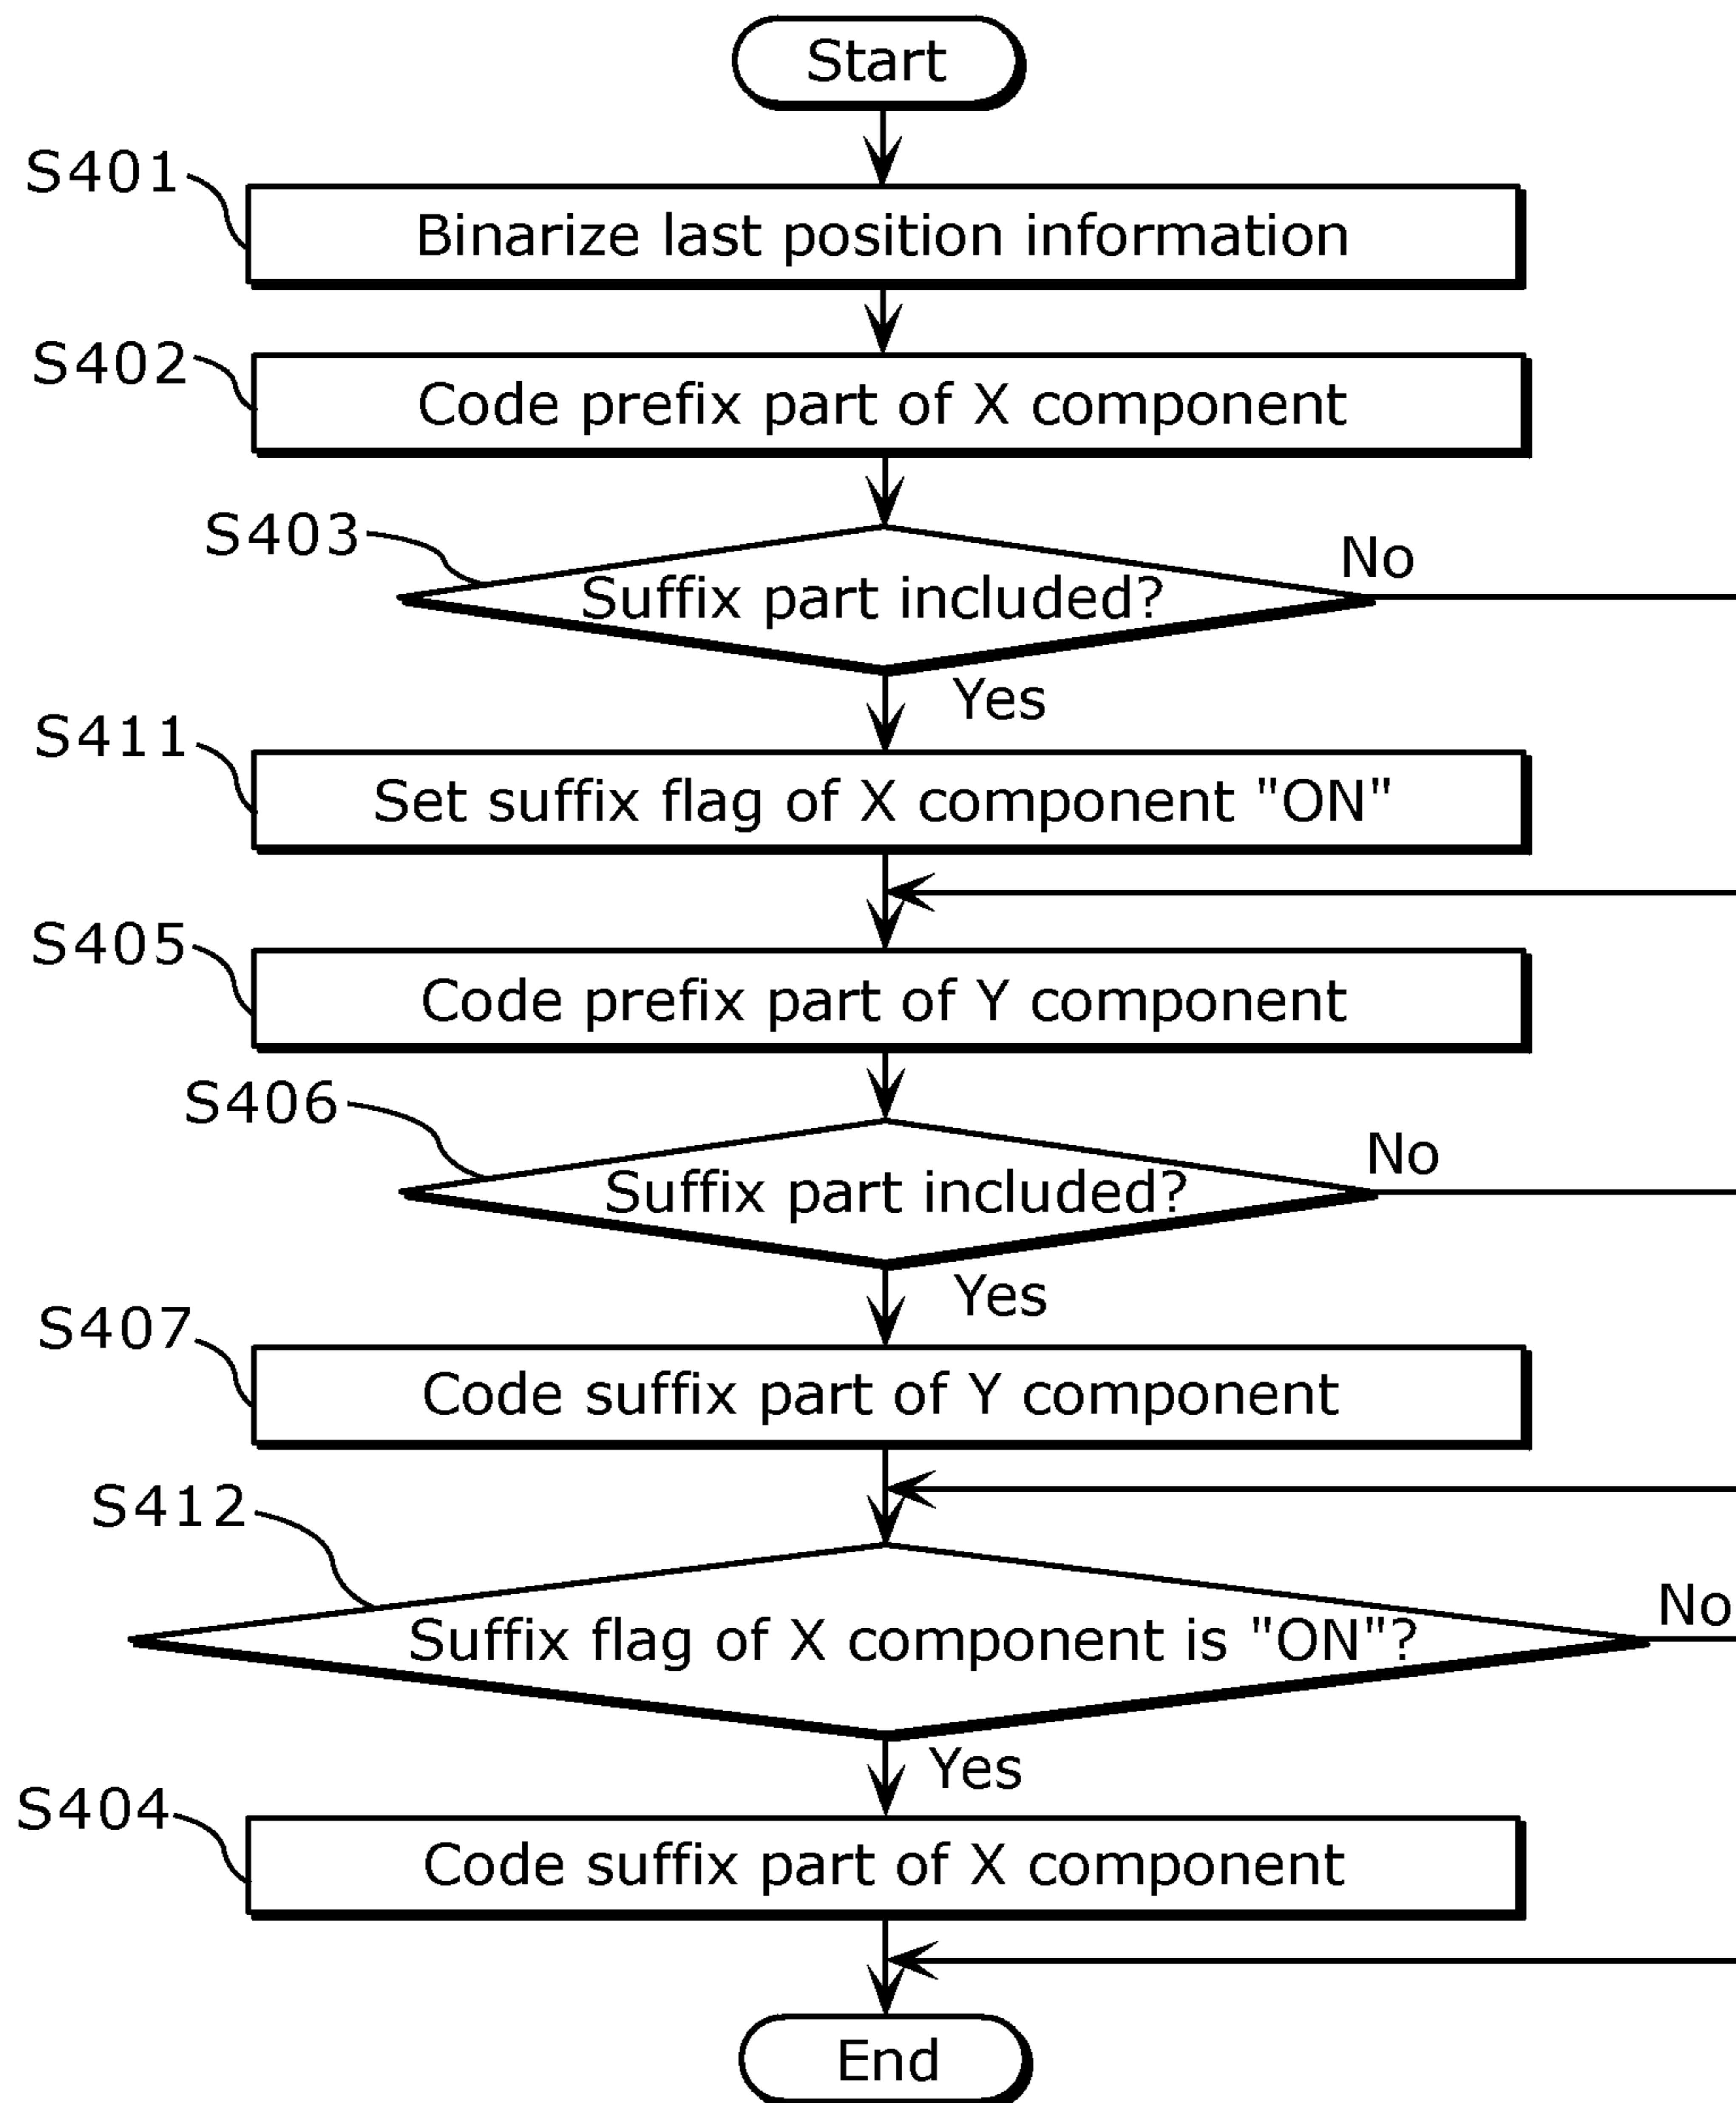 Start
S401
Binarize last position information
S402
Code prefix part of X component
S403
Suffix part included?
No
Yes
S411
Set suffix flag of X component "ON"
S405
Code prefix part of Y component
S406
Suffix part included?
No
Yes
S407
Code suffix part of Y component
S412
Suffix flag of X component is "ON"?
No
Yes
S404
Code suffix part of X component
End